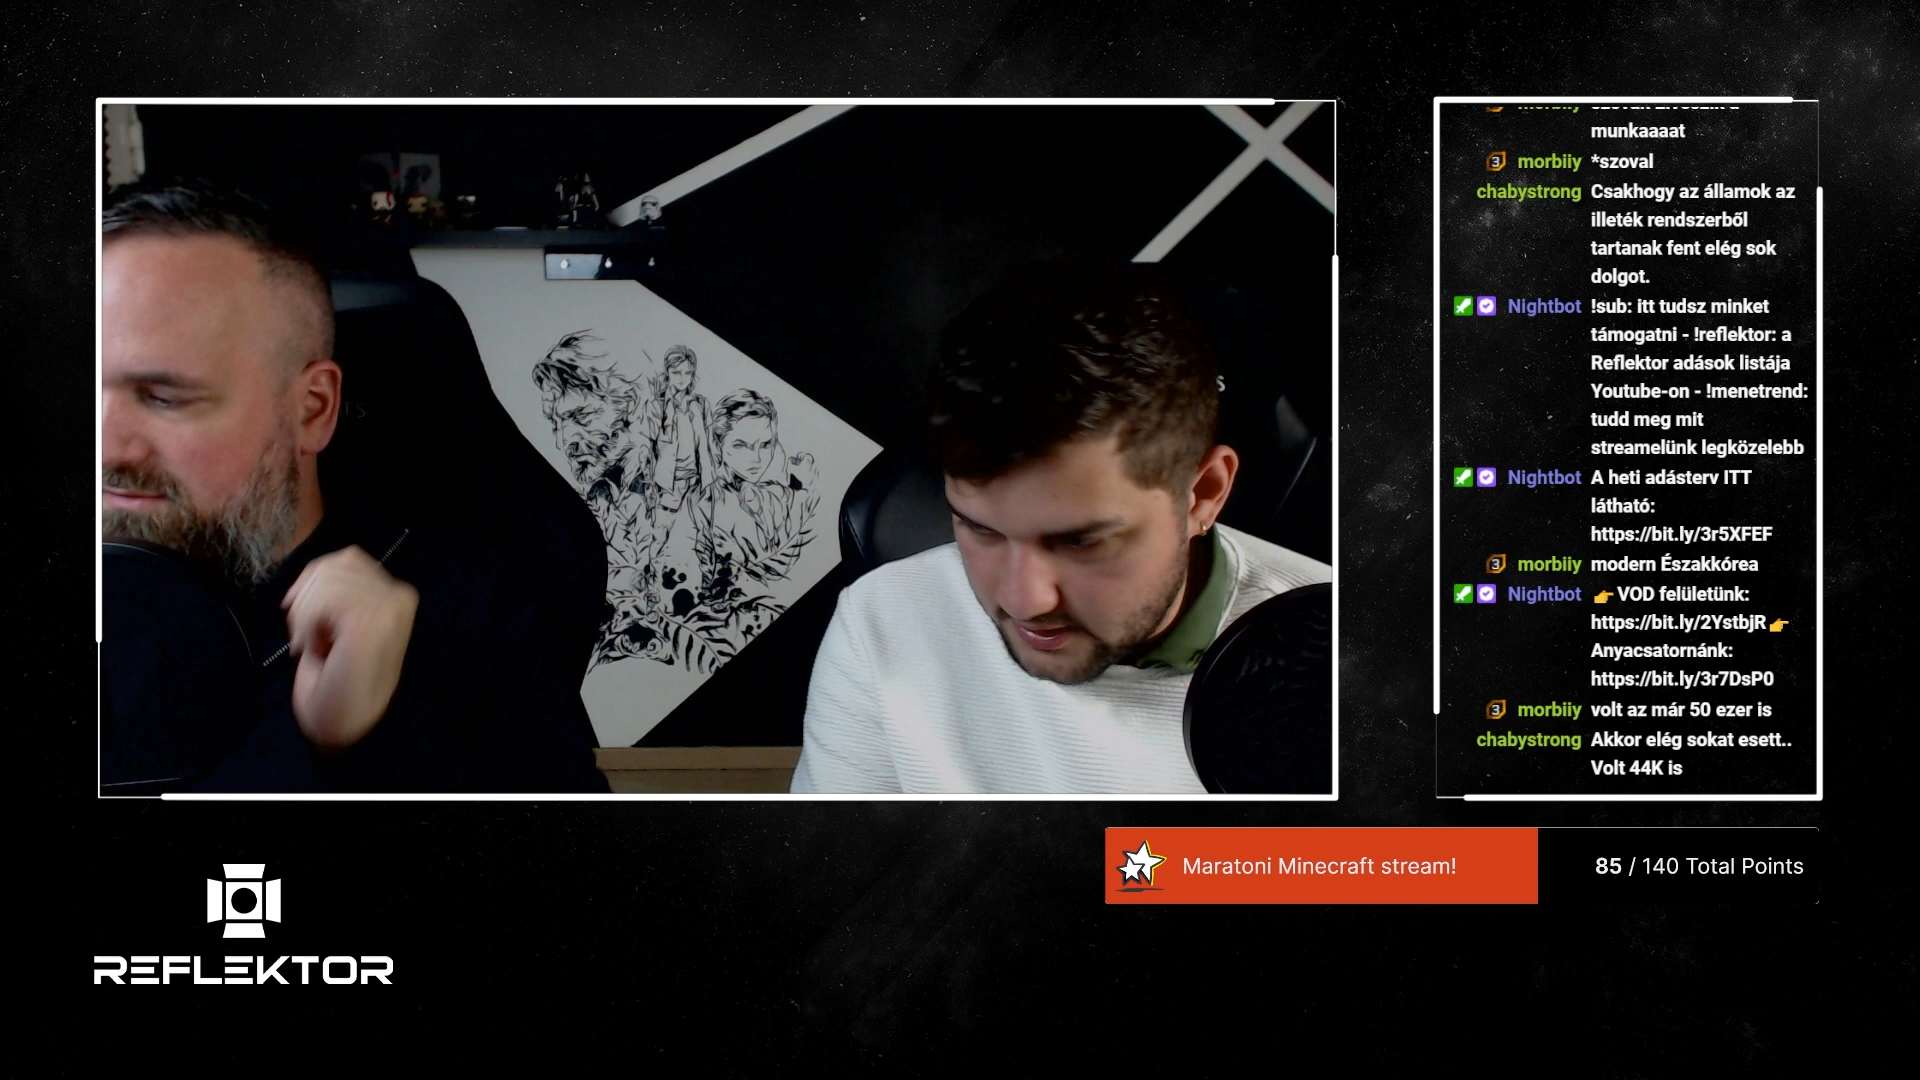 munkaaaat
morbiiy *szoval
chabystrong Csakhogy az államok az
illeték rendszerből
tartanak fent elég sok
dolgot.
Nightbot !sub: itt tudsz minket
támogatni - !reflektor: a
Reflektor adások listája
Youtube-on - !menetrend:
tudd meg mit
streamelünk legközelebb
Nightbot A heti adásterv ITT
látható:
https://bit.ly/3r5XFEF
morbiiy modern Északkórea
Nightbot 👉VOD felületünk:
https://bit.ly/2YstbjR👉
Anyacsatornánk:
https://bit.ly/3r7DsP0
morbiiy volt az már 50 ezer is
chabystrong Akkor elég sokat esett..
Volt 44K is
Maratoni Minecraft stream!
85 / 140 Total Points
REFLEKTOR